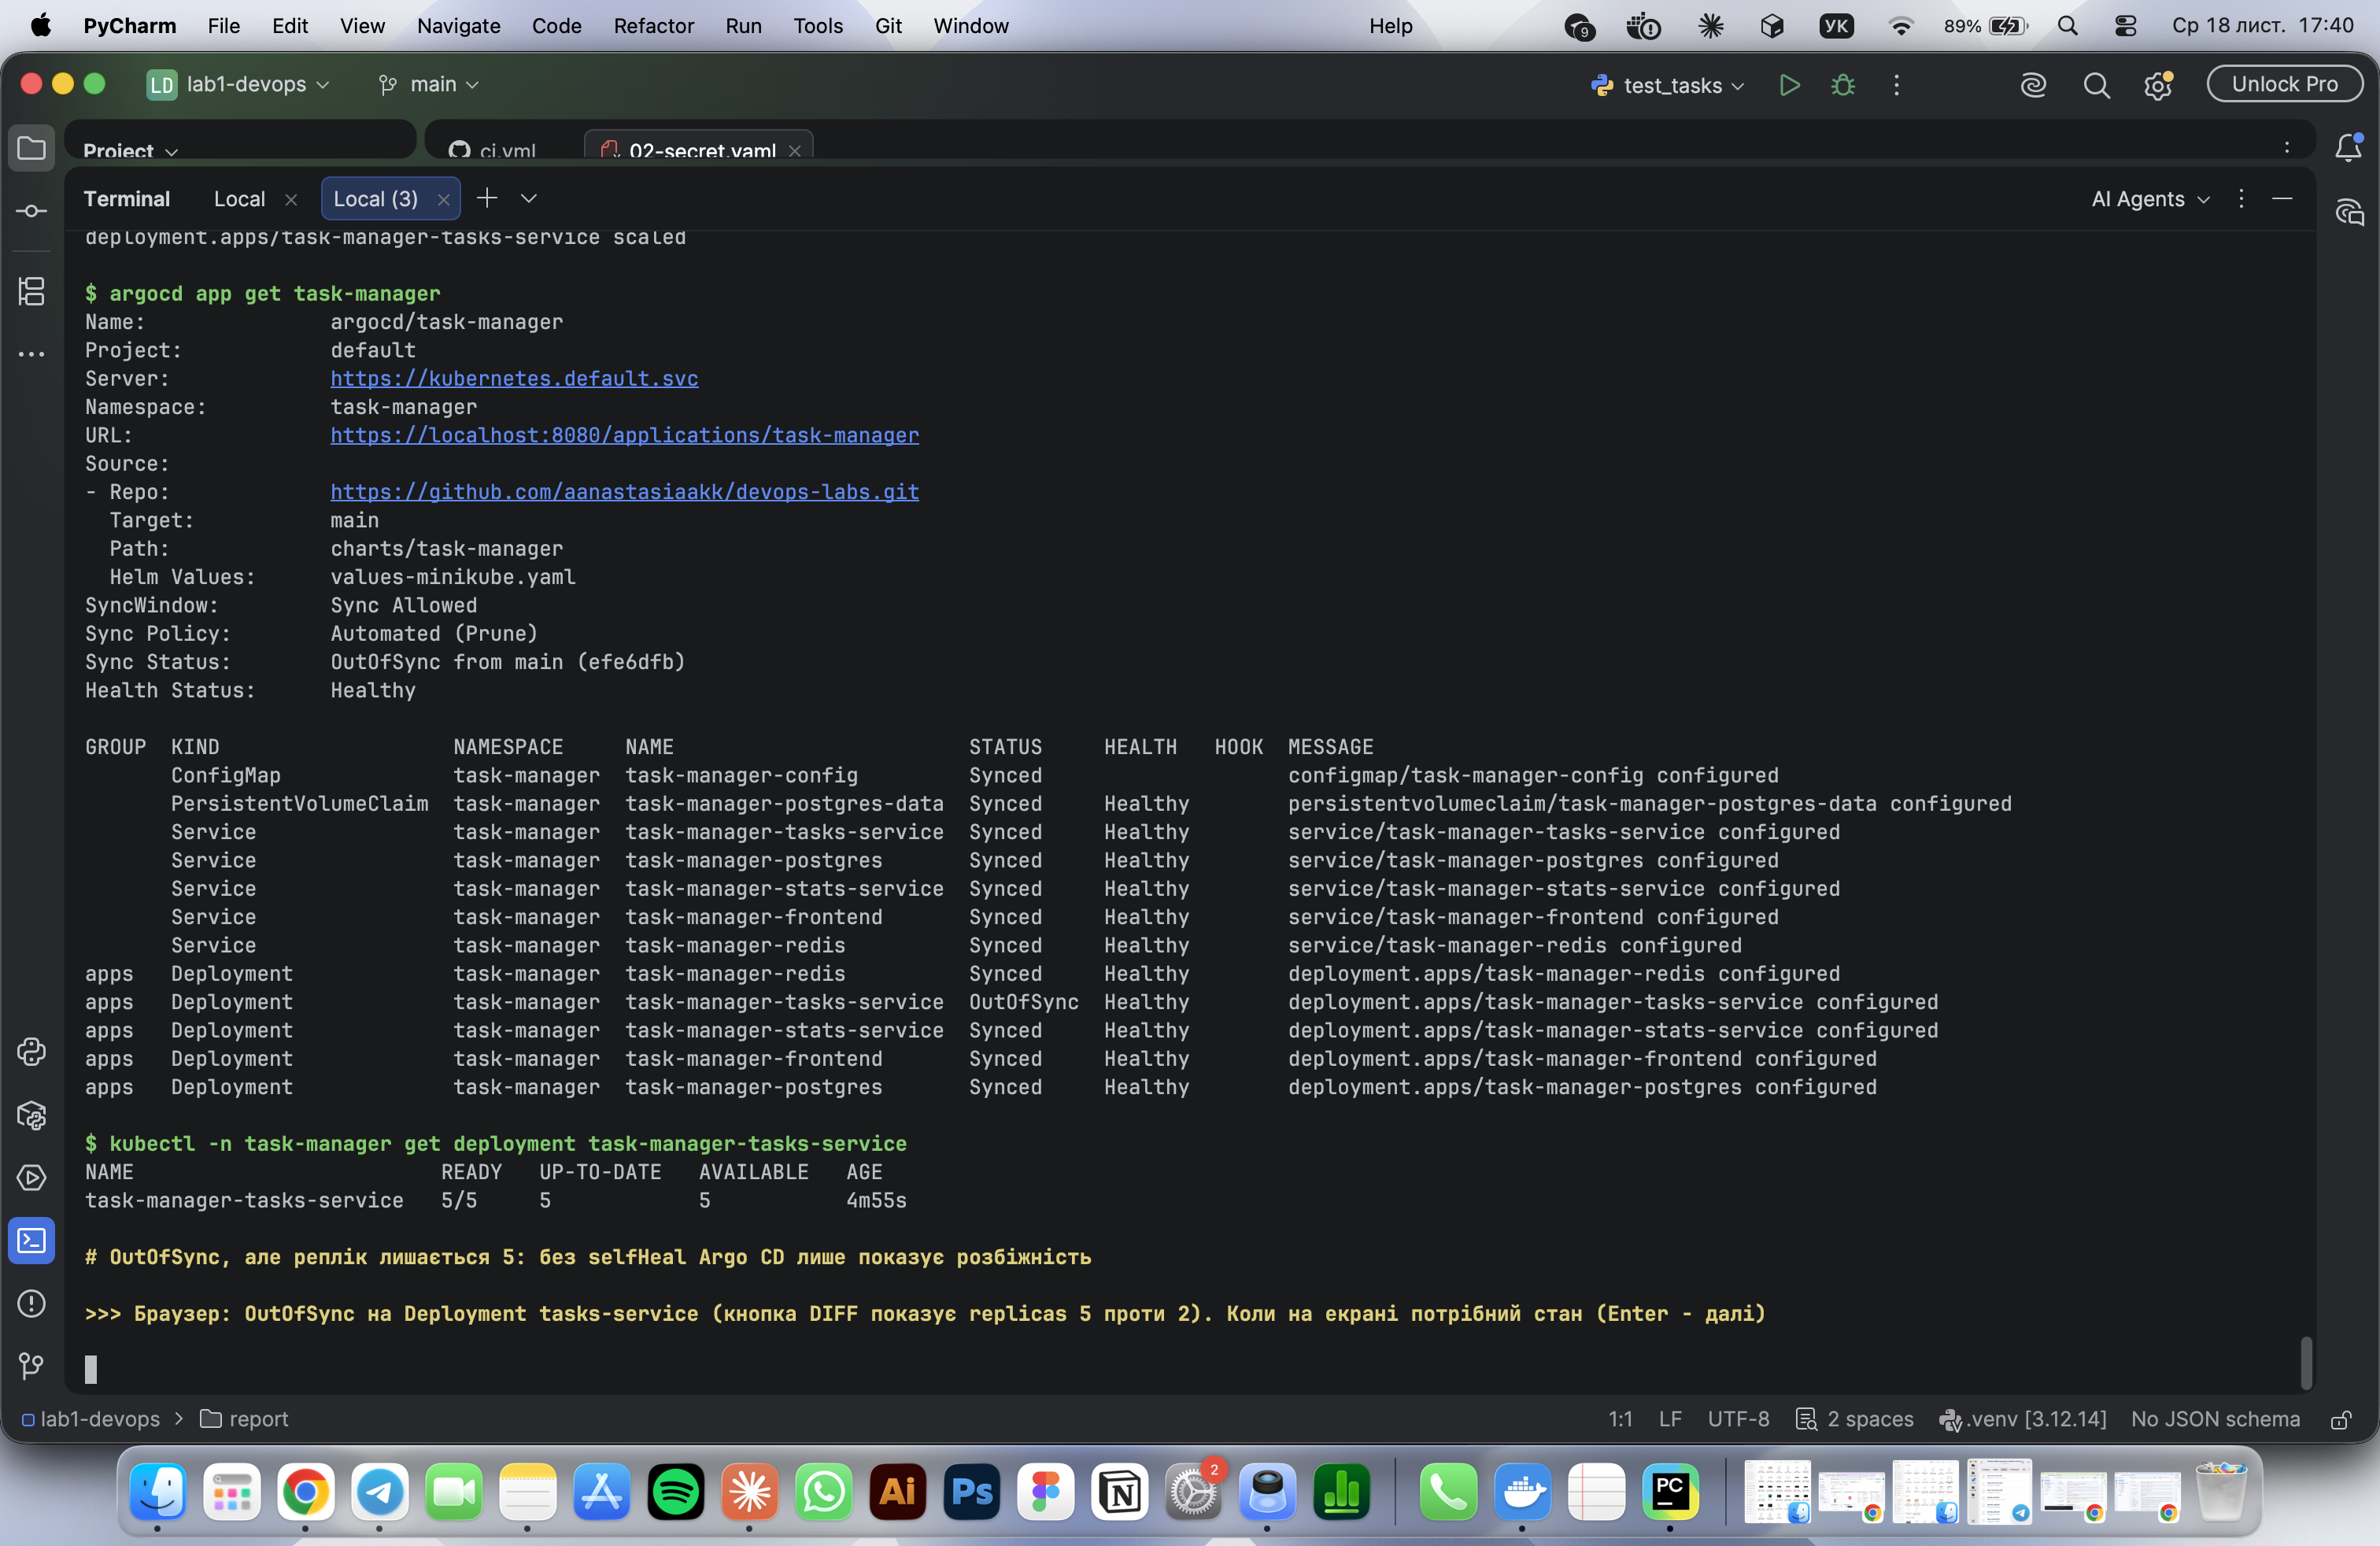 PyCharm File Edit View Navigate Code Refactor Run Tools Git Window Help 9 УК 89% Ср 18 лист. 17:40
LD lab1-devops main test_tasks Unlock Pro
Project ci.yml 02-secret.yaml
Terminal Local Local (3) AI Agents
deployment.apps/task-manager-tasks-service scaled
$ argocd app get task-manager
Name: argocd/task-manager
Project: default
Server: https://kubernetes.default.svc
Namespace: task-manager
URL: https://localhost:8080/applications/task-manager
Source:
- Repo: https://github.com/aanastasiaakk/devops-labs.git
Target: main
Path: charts/task-manager
Helm Values: values-minikube.yaml
SyncWindow: Sync Allowed
Sync Policy: Automated (Prune)
Sync Status: OutOfSync from main (efe6dfb)
Health Status: Healthy
GROUP KIND NAMESPACE NAME STATUS HEALTH HOOK MESSAGE
ConfigMap task-manager task-manager-config Synced configmap/task-manager-config configured
PersistentVolumeClaim task-manager task-manager-postgres-data Synced Healthy persistentvolumeclaim/task-manager-postgres-data configured
Service task-manager task-manager-tasks-service Synced Healthy service/task-manager-tasks-service configured
Service task-manager task-manager-postgres Synced Healthy service/task-manager-postgres configured
Service task-manager task-manager-stats-service Synced Healthy service/task-manager-stats-service configured
Service task-manager task-manager-frontend Synced Healthy service/task-manager-frontend configured
Service task-manager task-manager-redis Synced Healthy service/task-manager-redis configured
apps Deployment task-manager task-manager-redis Synced Healthy deployment.apps/task-manager-redis configured
apps Deployment task-manager task-manager-tasks-service OutOfSync Healthy deployment.apps/task-manager-tasks-service configured
apps Deployment task-manager task-manager-stats-service Synced Healthy deployment.apps/task-manager-stats-service configured
apps Deployment task-manager task-manager-frontend Synced Healthy deployment.apps/task-manager-frontend configured
apps Deployment task-manager task-manager-postgres Synced Healthy deployment.apps/task-manager-postgres configured
$ kubectl -n task-manager get deployment task-manager-tasks-service
NAME READY UP-TO-DATE AVAILABLE AGE
task-manager-tasks-service 5/5 5 5 4m55s
# OutOfSync, але реплік лишається 5: без selfHeal Argo CD лише показує розбіжність
>>> Браузер: OutOfSync на Deployment tasks-service (кнопка DIFF показує replicas 5 проти 2). Коли на екрані потрібний стан (Enter - далі)
lab1-devops > report 1:1 LF UTF-8 2 spaces .venv [3.12.14] No JSON schema
Ai Ps 2 PC